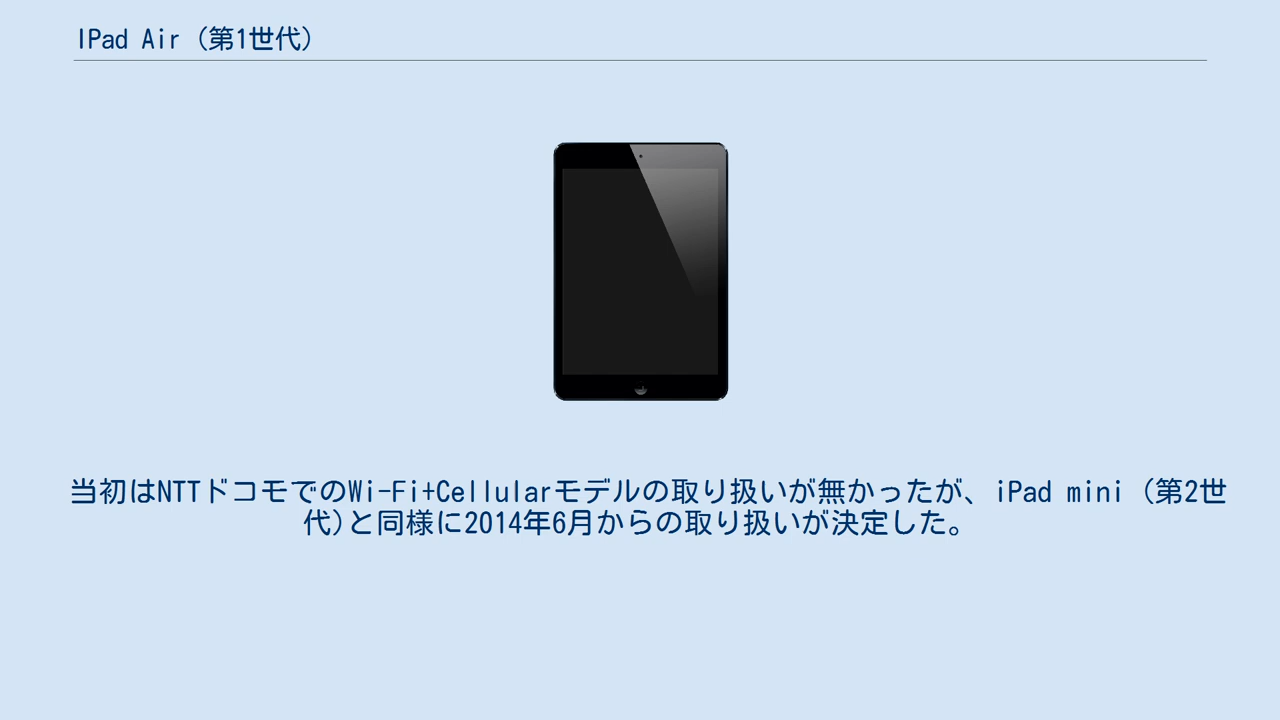 IPad Air (第1世代)
当初はNTTドコモでのWi-Fi+Cellularモデルの取り扱いが無かったが、iPad mini (第2世
代)と同様に2014年6月からの取り扱いが決定した。